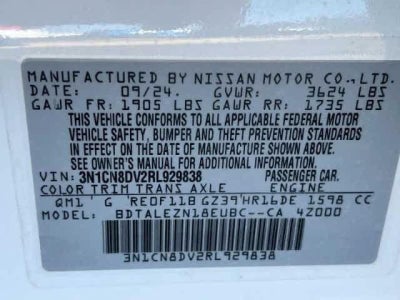 MANUFACTURED BY NISSAN MOTOR CO., LTD.
DATE: 09/24. GVWR: 3624 LBS
GAWR FR: 1905 LBS GAWR RR: 1735 LBS
THIS VEHICLE CONFORMS TO ALL APPLICABLE FEDERAL MOTOR
VEHICLE SAFETY, BUMPER AND THEFT PREVENTION STANDARDS
IN EFFECT ON THE DATE OF MANUFACTURE SHOWN ABOVE.
SEE OWNER'S MANUAL FOR ADDITIONAL INFORMATION.
VIN: 3N1CN8DV2RL929838 PASSENGER CAR.
COLOR TRIM TRANS AXLE ENGINE
QM1 G RE0F11B GZ39 HR16DE 1598 CC
MODEL: BDTALEZN18EUBC--CA 4Z000
3N1CN8DV2RL929838